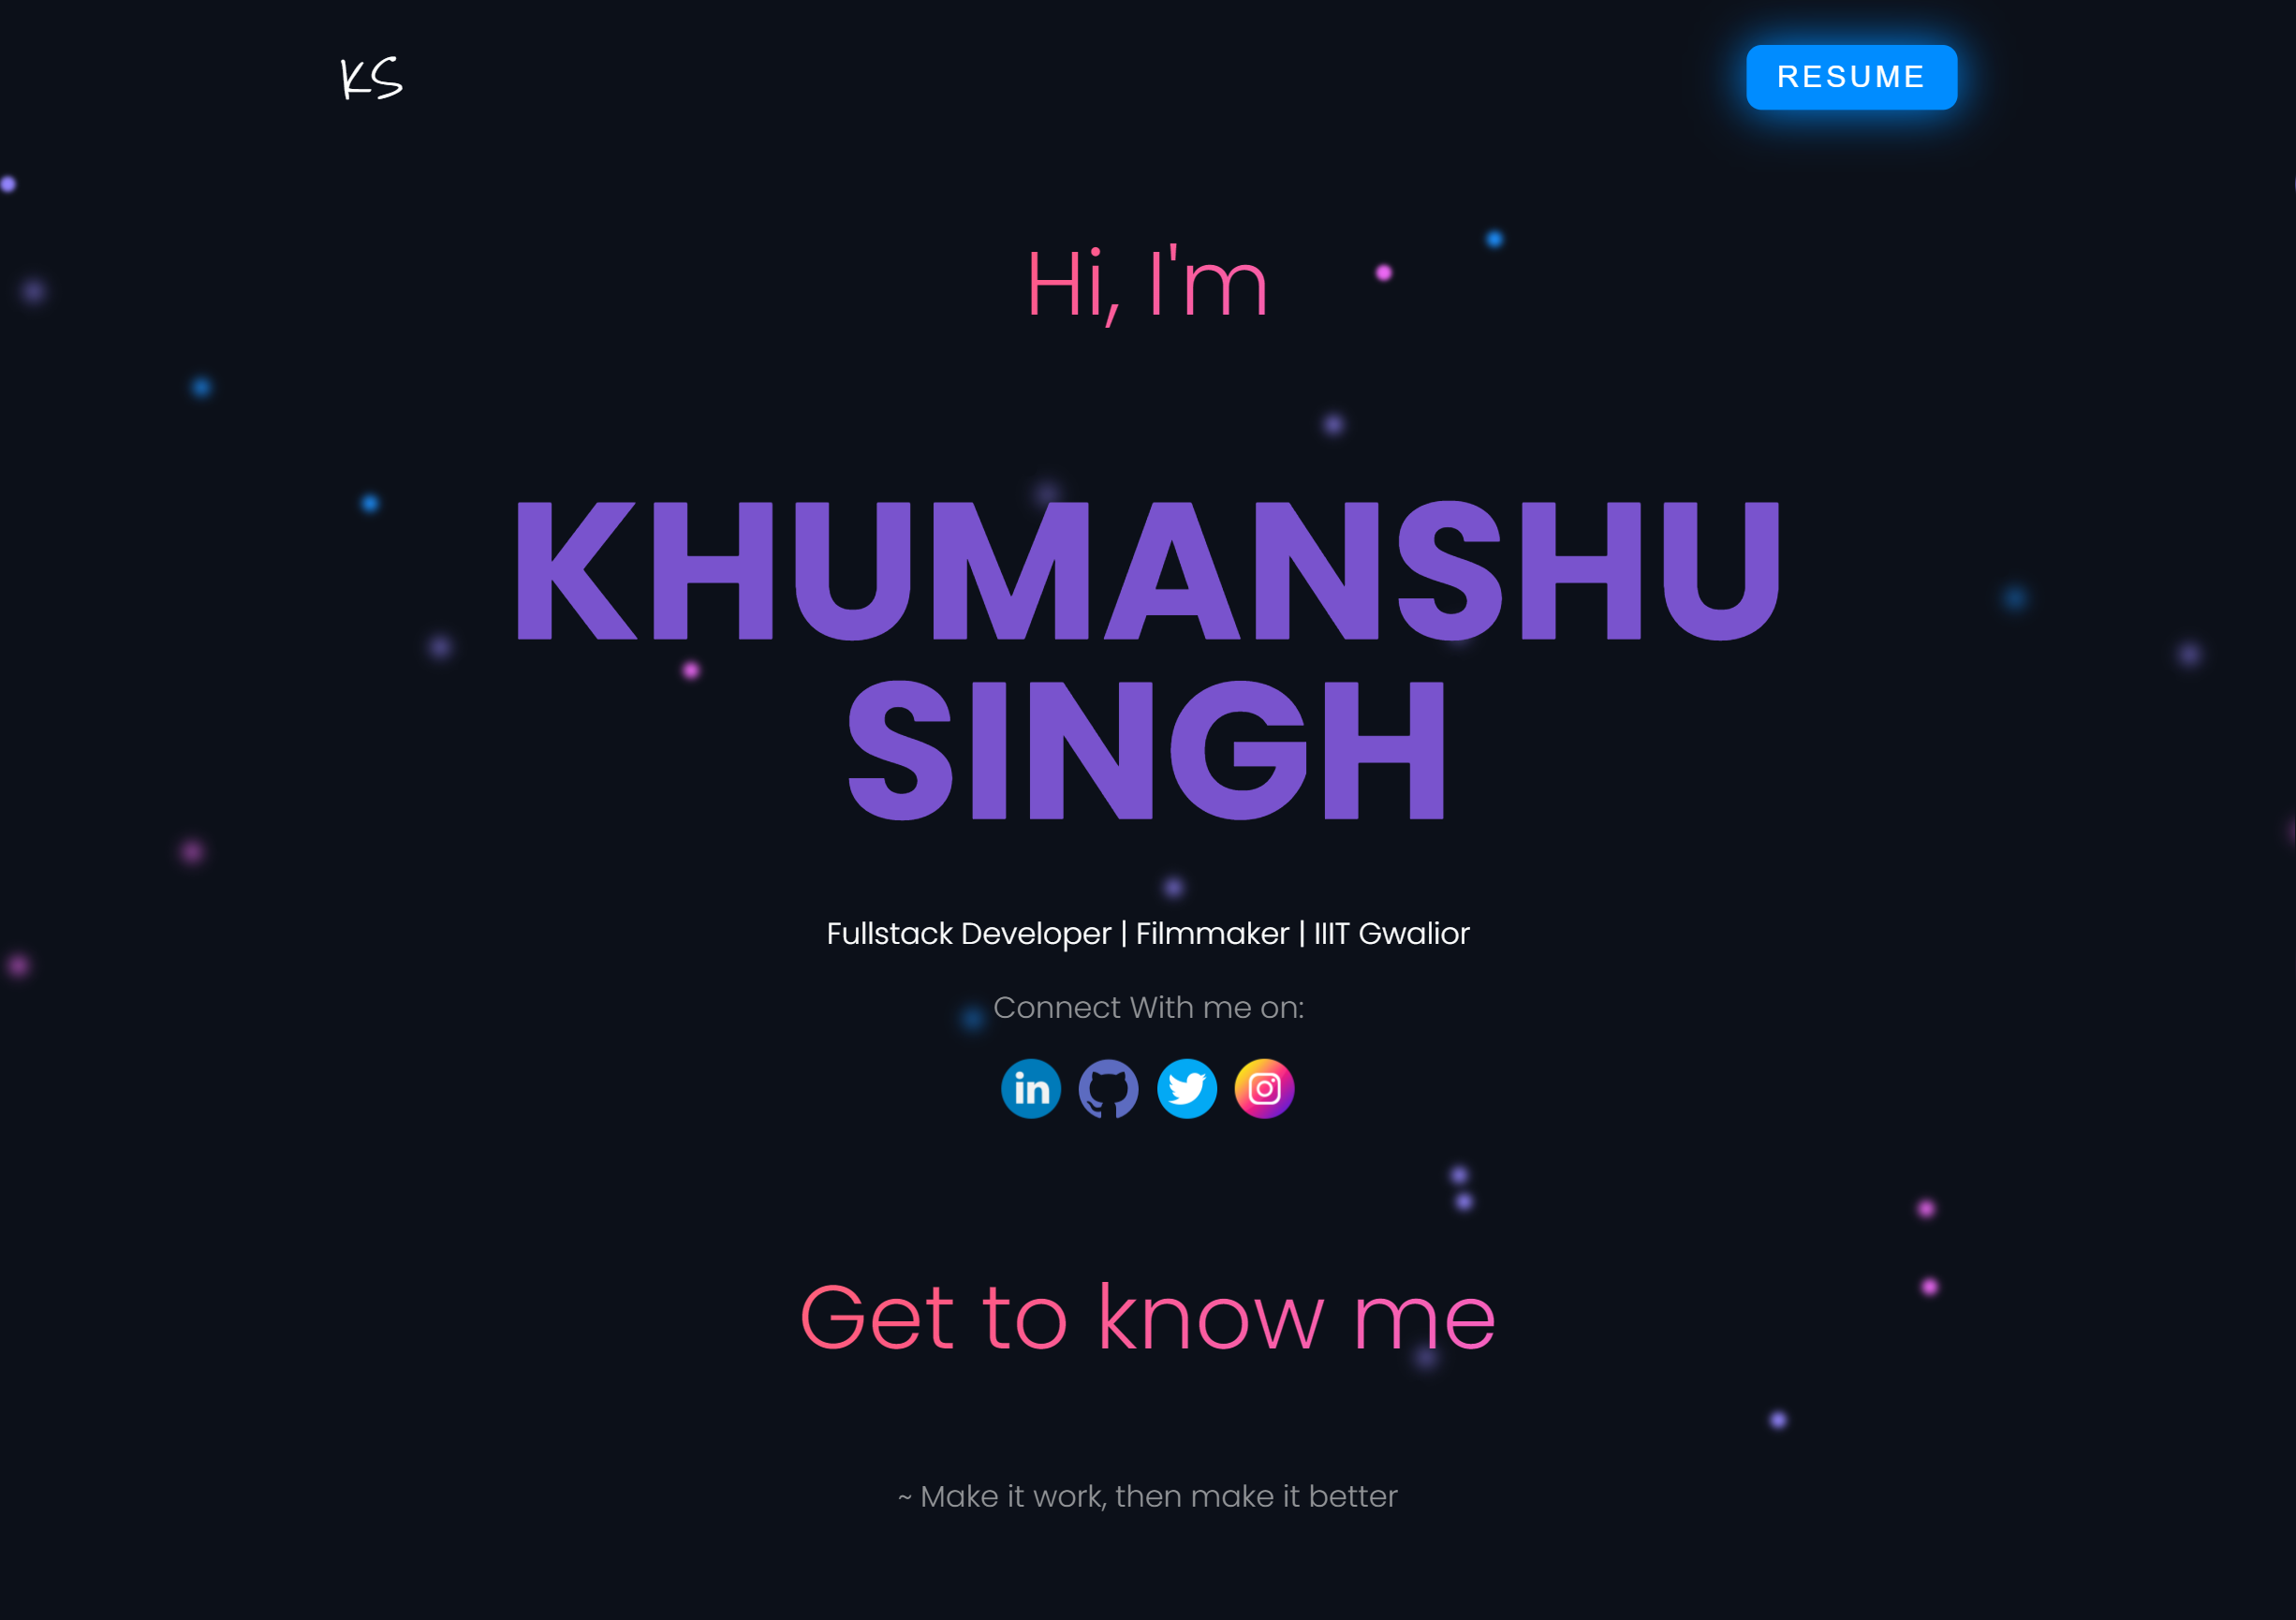 KS
RESUME
Hi, I'm
KHUMANSHU
SINGH
Fullstack Developer | Filmmaker | IIIT Gwalior
Connect With me on:
in
Get to know me
~ Make it work, then make it better